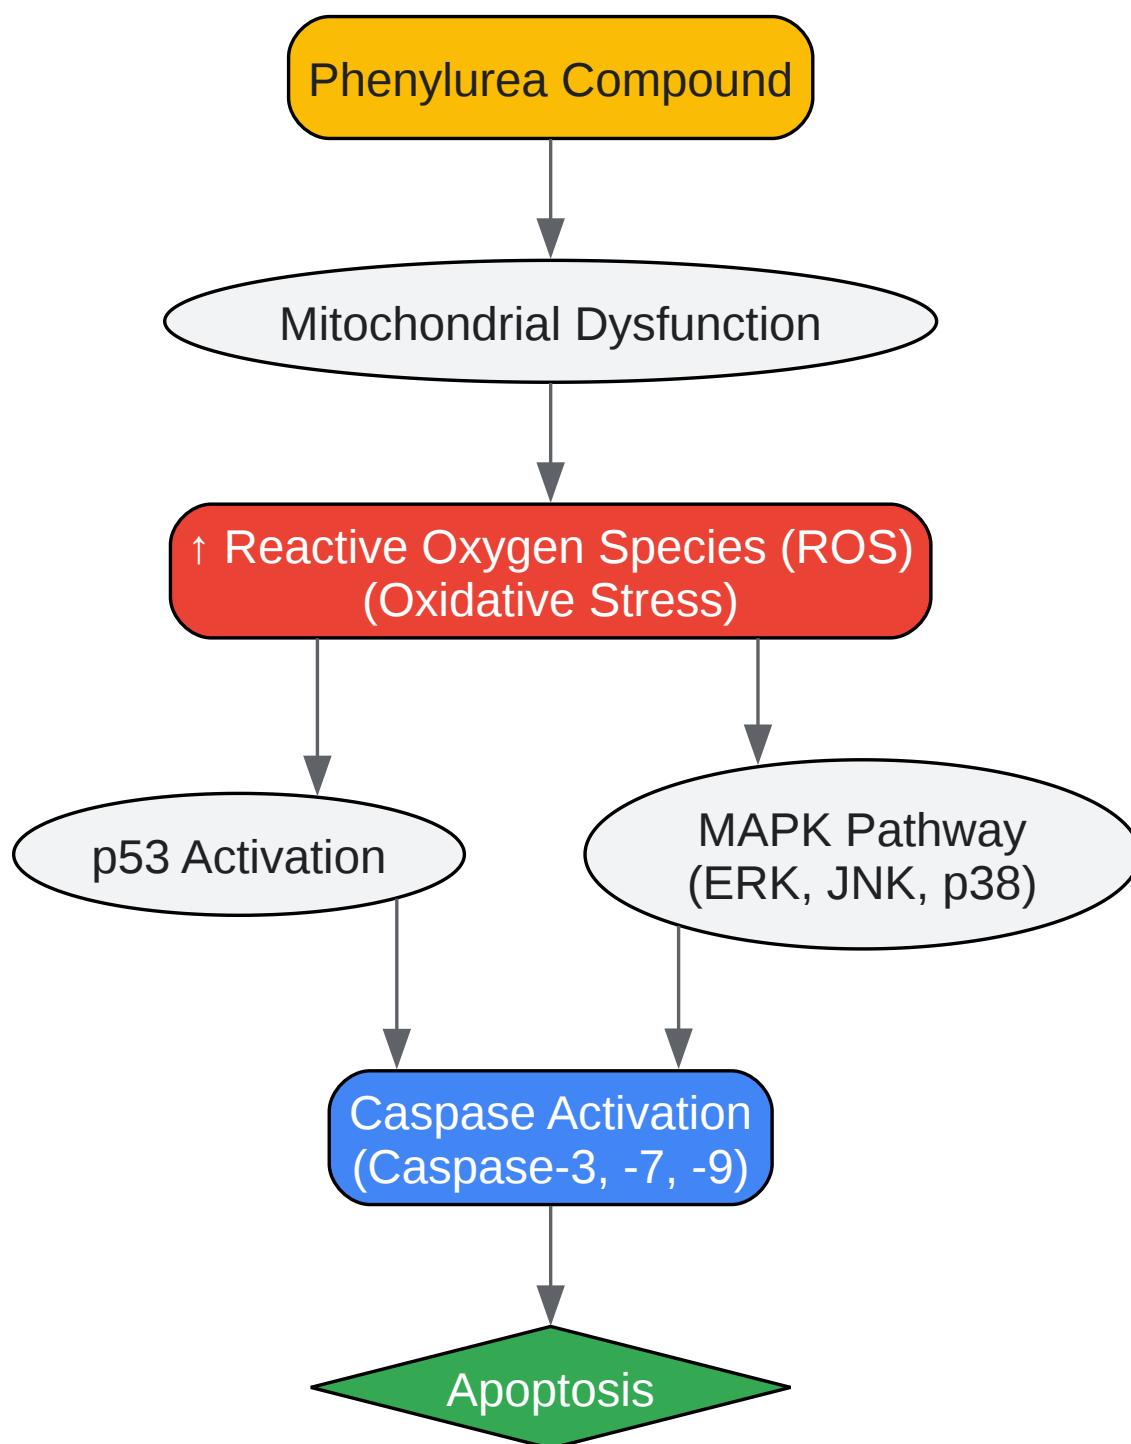 Phenylurea Compound
Mitochondrial Dysfunction
↑ Reactive Oxygen Species (ROS)
(Oxidative Stress)
p53 Activation
MAPK Pathway
(ERK, JNK, p38)
Caspase Activation
(Caspase-3, -7, -9)
Apoptosis